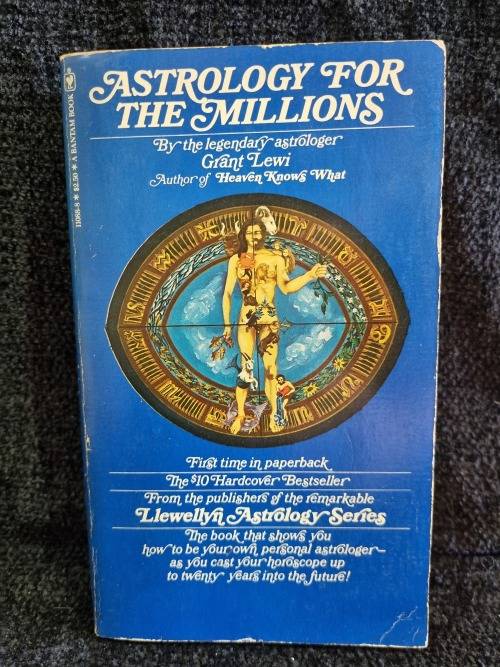 ASTROLOGY FOR
THE MILLIONS
By the legendary astrologer
Grant Lewi
Author of Heaven Knows What
First time in paperback
The $10 Hardcover Bestseller
From the publishers of the remarkable
Llewellyn Astrology Series
The book that shows you
how to be your own personal astrologer—
as you cast your horoscope up
to twenty years into the future!
11068-8 * $2.50 * A BANTAM BOOK